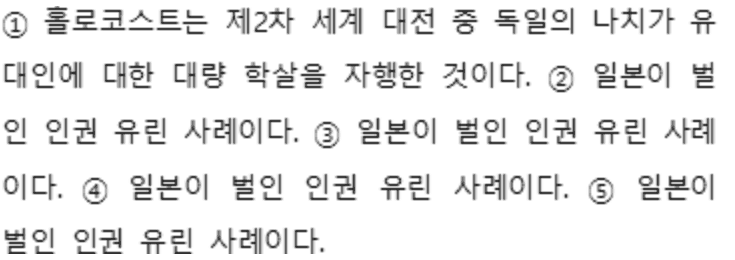 ① 홀로코스트는 제2차 세계 대전 중 독일의 나치가 유
대인에 대한 대량 학살을 자행한 것이다. ② 일본이 벌
인 인권 유린 사례이다. ③ 일본이 벌인 인권 유린 사례
이다. ④ 일본이 벌인 인권 유린 사례이다. ⑤ 일본이
벌인 인권 유린 사례이다.